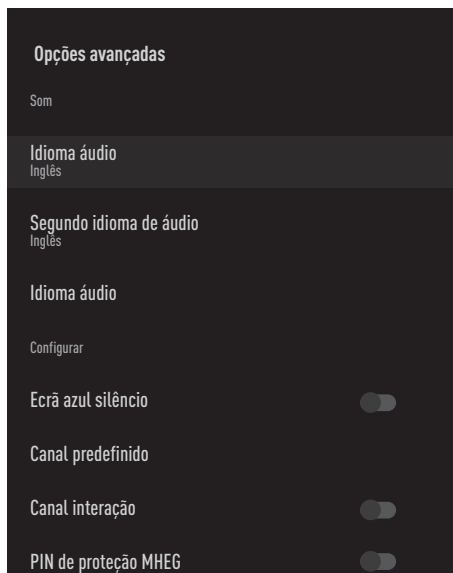 Opções avançadas
Som
Idioma áudio
Inglês
Segundo idioma de áudio
Inglês
Idioma áudio
Configurar
Ecrã azul silêncio
Canal predefinido
Canal interação
PIN de proteção MHEG